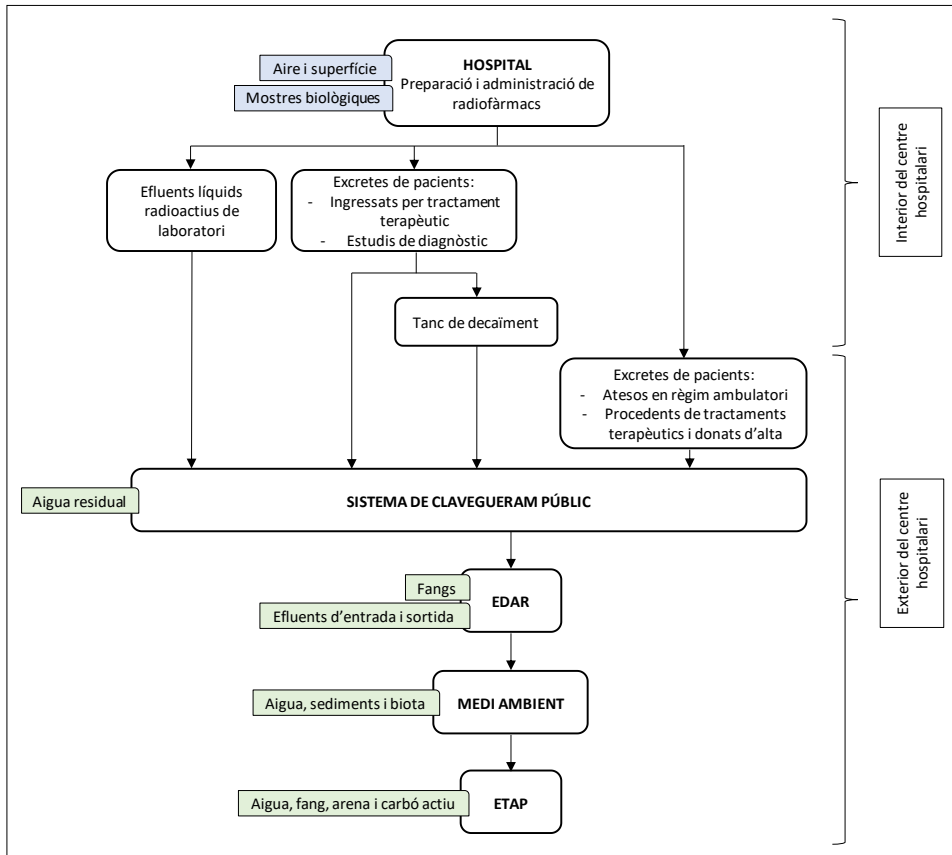 HOSPITAL
Preparació i administració de
radiofàrmacs
Aire i superfície
Mostres biològiques
Efluents líquids
radioactius de
laboratori
Excretes de pacients:
- Ingressats per tractament
terapèutic
- Estudis de diagnòstic
Tanc de decaïment
Excretes de pacients:
- Atesos en règim ambulatori
- Procedents de tractaments
terapèutics i donats d’alta
Interior del centre
hospitalari
Aigua residual
SISTEMA DE CLAVEGUERAM PÚBLIC
Fangs
Efluents d’entrada i sortida
EDAR
Aigua, sediments i biota
MEDI AMBIENT
Aigua, fang, arena i carbó actiu
ETAP
Exterior del centre
hospitalari